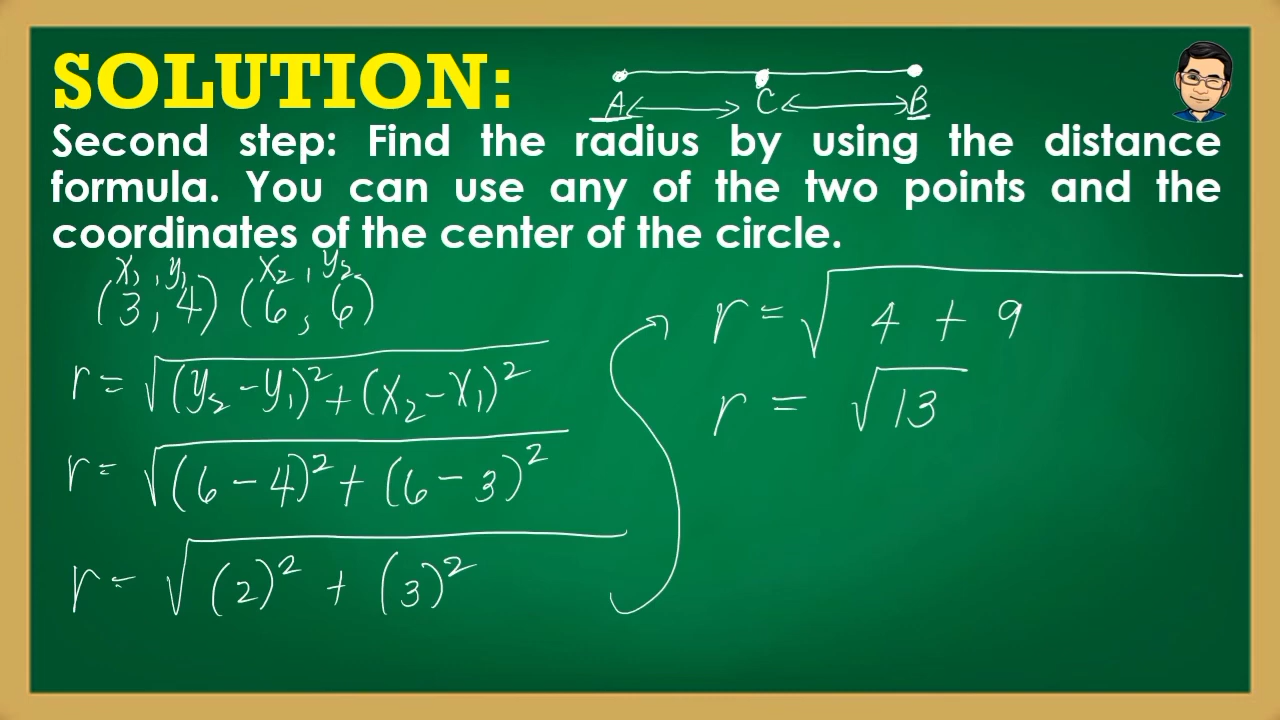 SOLUTION:
A C B
Second step: Find the radius by using the distance
formula. You can use any of the two points and the
coordinates of the center of the circle.
x₁, y₁ x₂, y₂
(3, 4) (6, 6)
r = √(y₂ - y₁)² + (x₂ - x₁)²
r = √(6 - 4)² + (6 - 3)²
r = √(2)² + (3)²
r = √4 + 9
r = √13